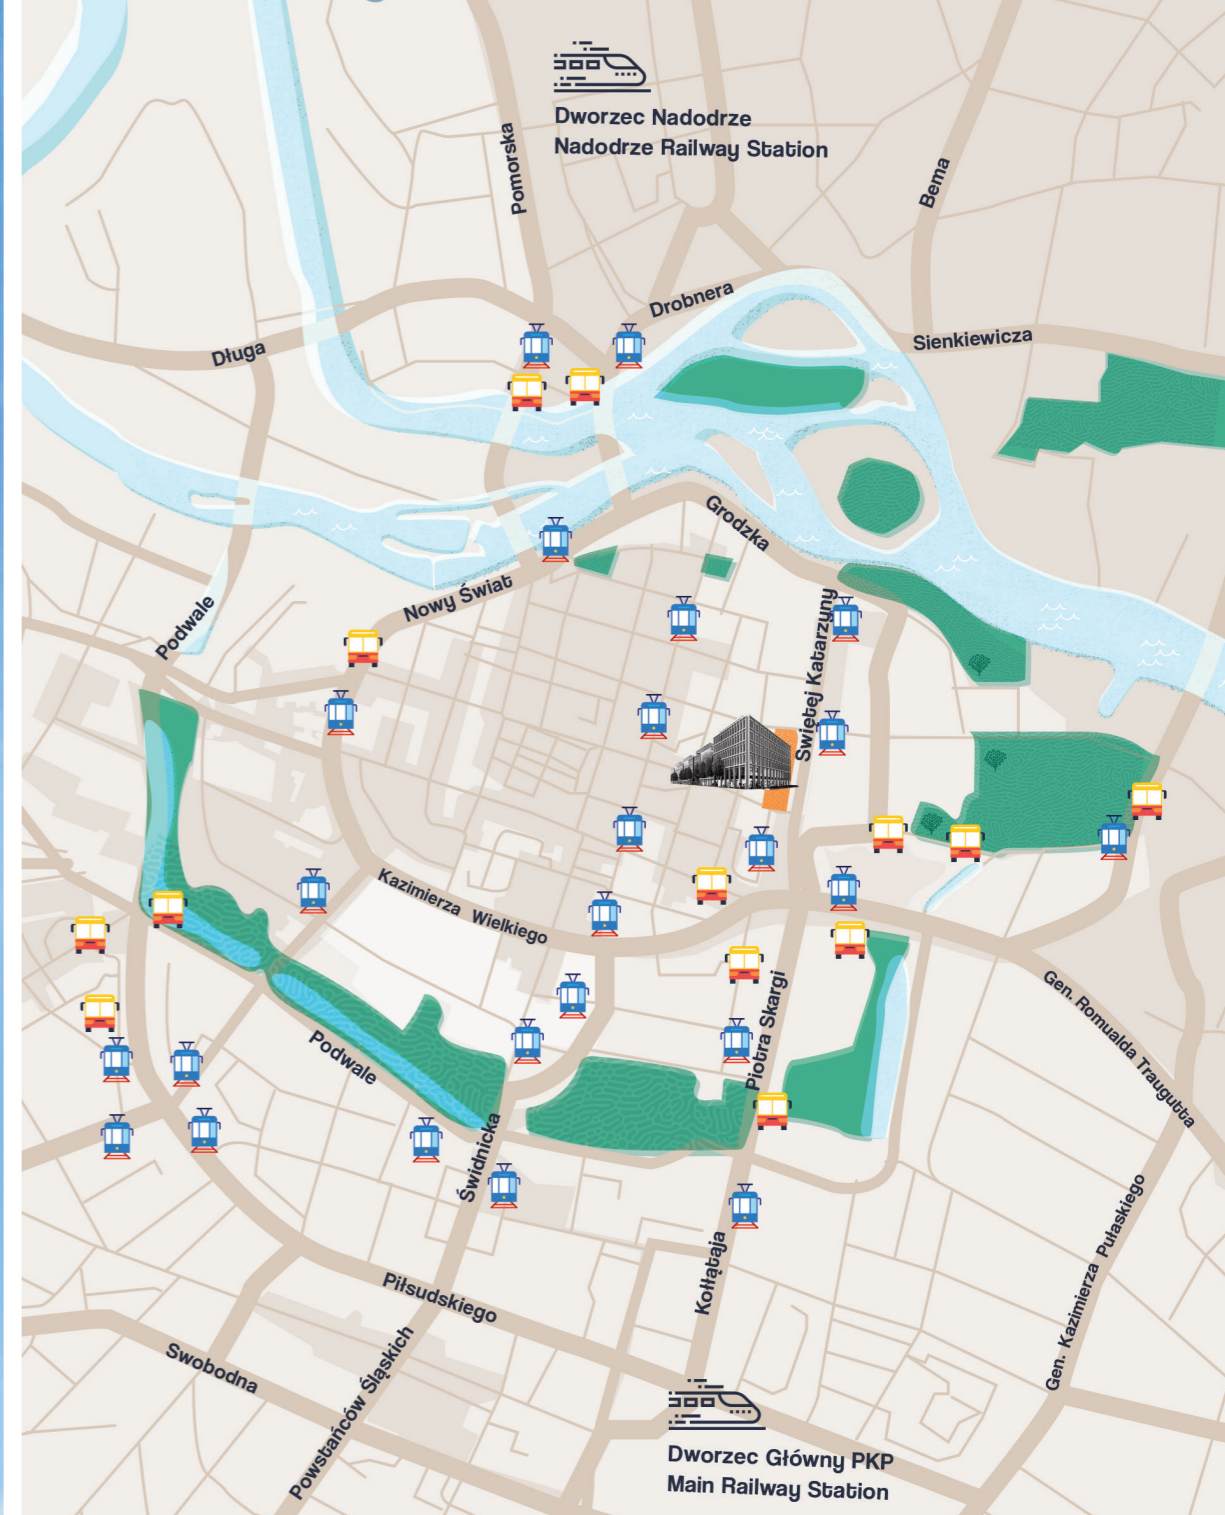 Dworzec Nadodrze
Nadodrze Railway Station
Pomorska
Bema
Drobnera
Sienkiewicza
Długa
Grodzka
Nowy Świat
Podwale
Świętej Katarzyny
Kazimierza Wielkiego
Piotra Skargi
Gen. Romualda Traugutta
Podwale
Świdnicka
Kołłątaja
Gen. Kazimierza Pułaskiego
Piłsudskiego
Swobodna
Powstańców Śląskich
Dworzec Główny PKP
Main Railway Station